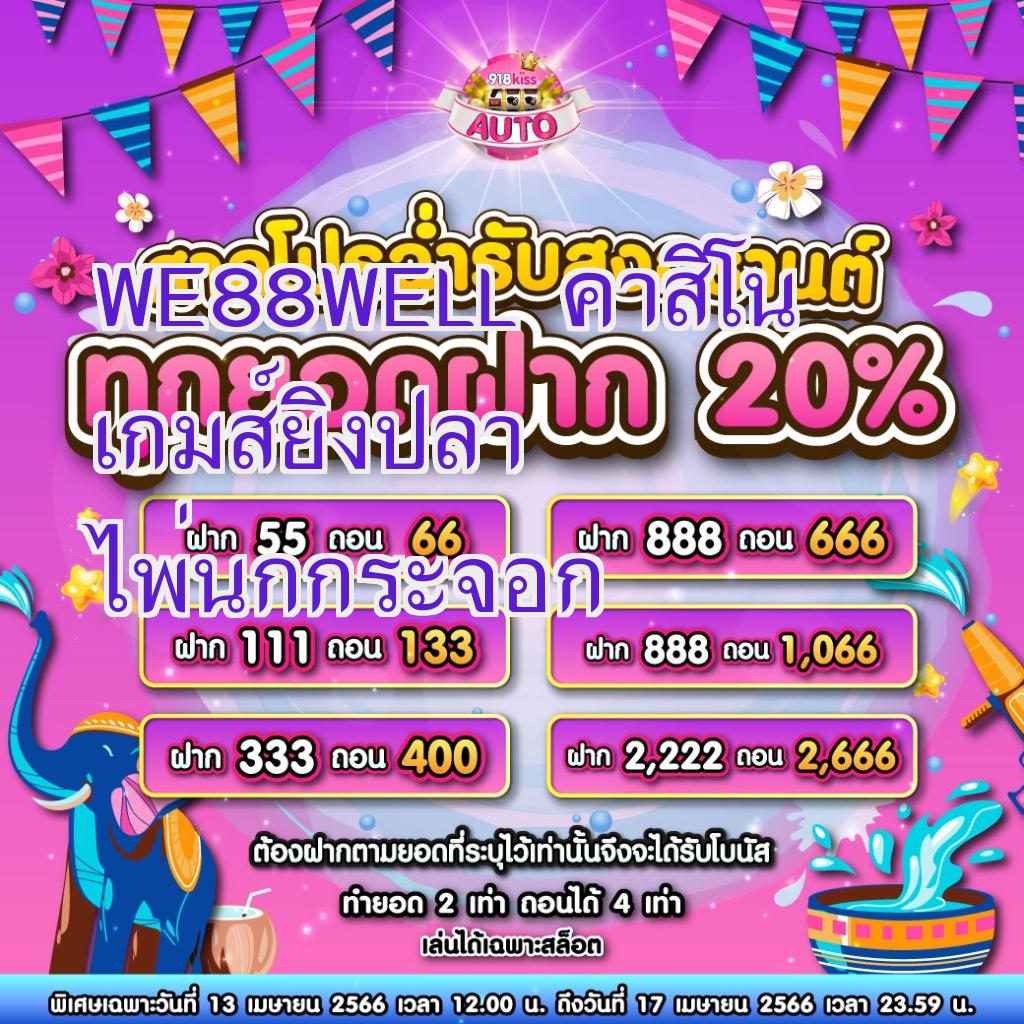 918kiss
AUTO
WE88WELL คาสิโน
ทุกยอดฝาก 20%
เกมส์ยิงปลา
ฝาก 55 ถอน 66
ฝาก 888 ถอน 666
ไพ่นกกระจอก
ฝาก 111 ถอน 133
ฝาก 888 ถอน 1,066
ฝาก 333 ถอน 400
ฝาก 2,222 ถอน 2,666
ต้องฝากตามยอดที่ระบุไว้เท่านั้นจึงจะได้รับโบนัส
ทำยอด 2 เท่า ถอนได้ 4 เท่า
เล่นได้เฉพาะสล็อต
พิเศษเฉพาะวันที่ 13 เมษายน 2566 เวลา 12.00 น. ถึงวันที่ 17 เมษายน 2566 เวลา 23.59 น.